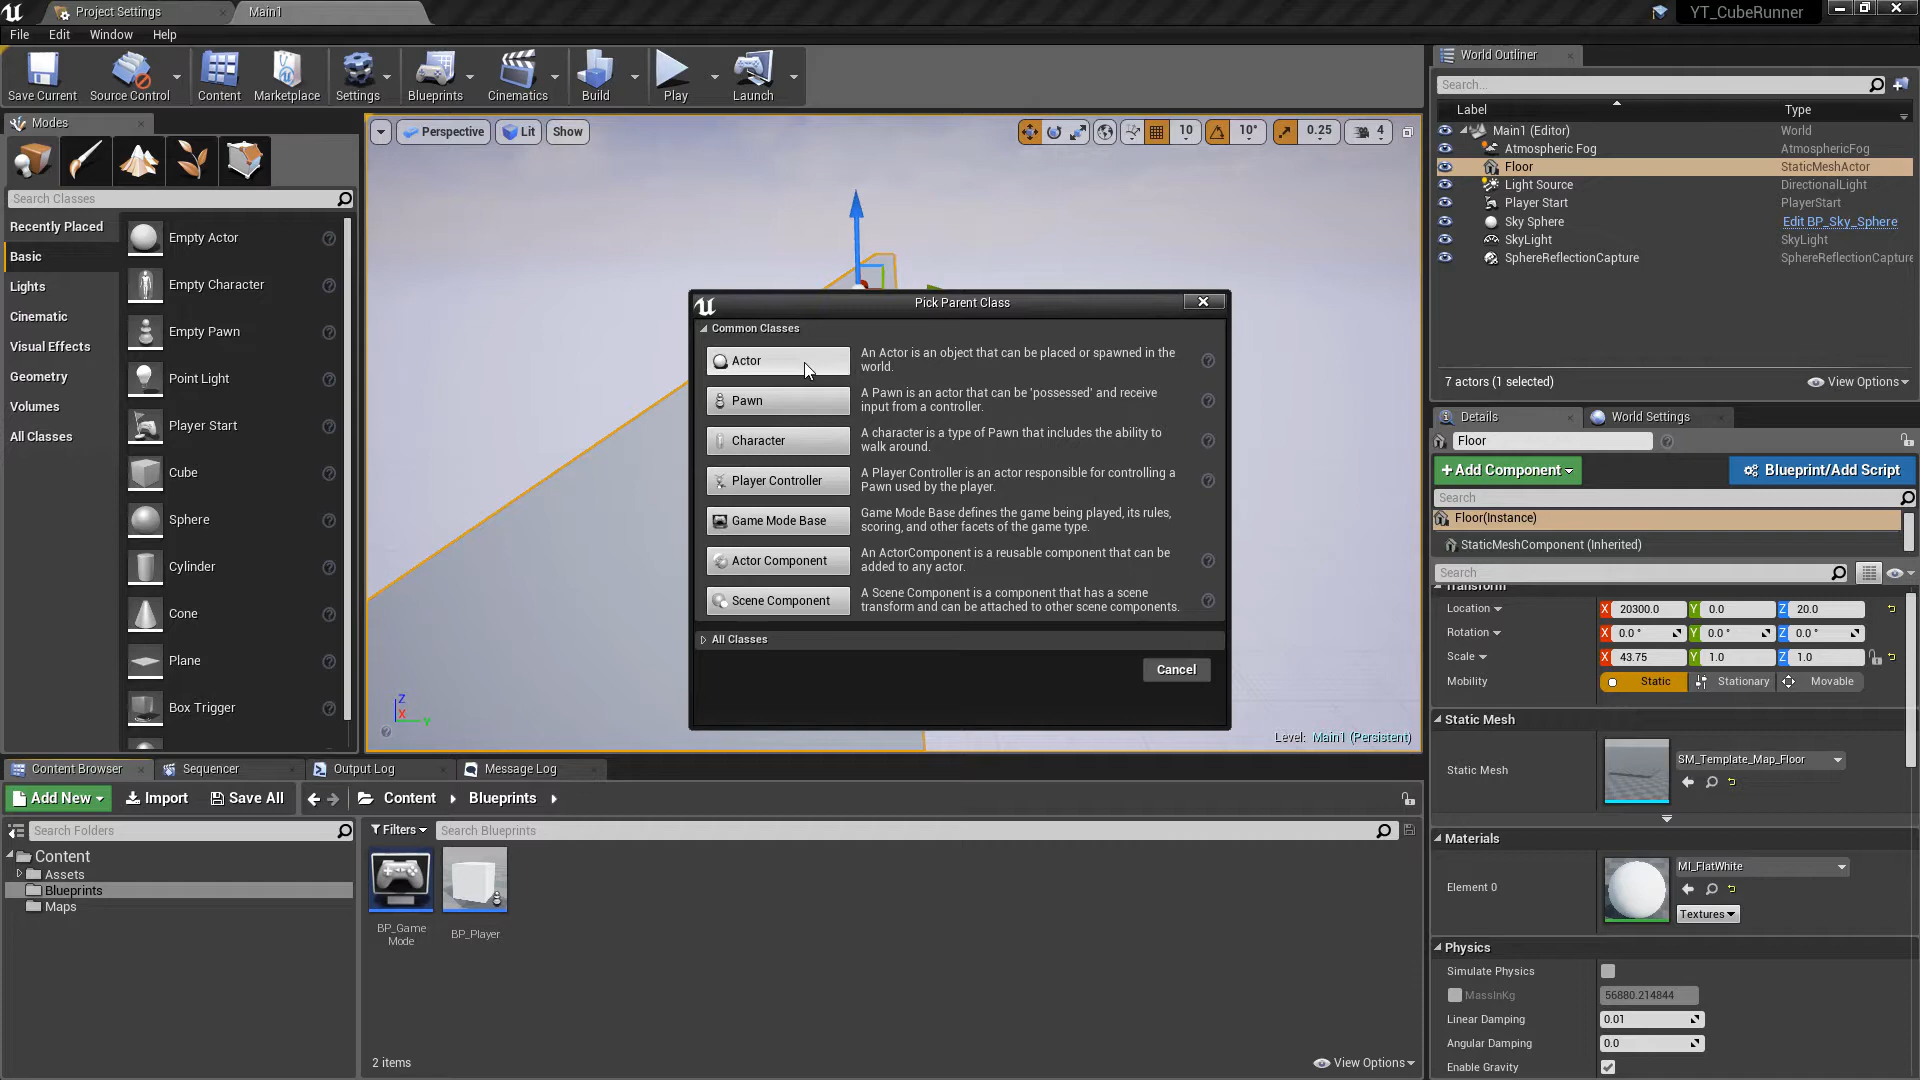 Project Settings
Main1
YT_CubeRunner
File
Edit
Window
Help
Save Current
Source Control
Content
Marketplace
Settings
Blueprints
Cinematics
Build
Play
Launch
Modes
Search Classes
Recently Placed
Basic
Lights
Cinematic
Visual Effects
Geometry
Volumes
All Classes
Empty Actor
Empty Character
Empty Pawn
Point Light
Player Start
Cube
Sphere
Cylinder
Cone
Plane
Box Trigger
Perspective
Lit
Show
10
10°
0.25
4
Pick Parent Class
Common Classes
Actor
An Actor is an object that can be placed or spawned in the
world.
Pawn
A Pawn is an actor that can be 'possessed' and receive
input from a controller.
Character
A character is a type of Pawn that includes the ability to
walk around.
Player Controller
A Player Controller is an actor responsible for controlling a
Pawn used by the player.
Game Mode Base
Game Mode Base defines the game being played, its rules,
scoring, and other facets of the game type.
Actor Component
An ActorComponent is a reusable component that can be
added to any actor.
Scene Component
A Scene Component is a component that has a scene
transform and can be attached to other scene components.
All Classes
Cancel
Z
X
Y
Level: Main1 (Persistent)
World Outliner
Search...
Label
Type
Main1 (Editor)
World
Atmospheric Fog
AtmosphericFog
Floor
StaticMeshActor
Light Source
DirectionalLight
Player Start
PlayerStart
Sky Sphere
Edit BP_Sky_Sphere
SkyLight
SkyLight
SphereReflectionCapture
SphereReflectionCapture
7 actors (1 selected)
View Options
Details
World Settings
Floor
+Add Component
Blueprint/Add Script
Search
Floor(Instance)
StaticMeshComponent (Inherited)
Search
Transform
Location
X 20300.0
Y 0.0
Z 20.0
Rotation
X 0.0 °
Y 0.0 °
Z 0.0 °
Scale
X 43.75
Y 1.0
Z 1.0
Mobility
Static
Stationary
Movable
Static Mesh
Static Mesh
SM_Template_Map_Floor
Materials
Element 0
MI_FlatWhite
Textures
Physics
Simulate Physics
MassInKg
56880.214844
Linear Damping
0.01
Angular Damping
0.0
Enable Gravity
Content Browser
Sequencer
Output Log
Message Log
Add New
Import
Save All
Content
Blueprints
Search Folders
Filters
Search Blueprints
Content
Assets
Blueprints
Maps
BP_Game
Mode
BP_Player
2 items
View Options